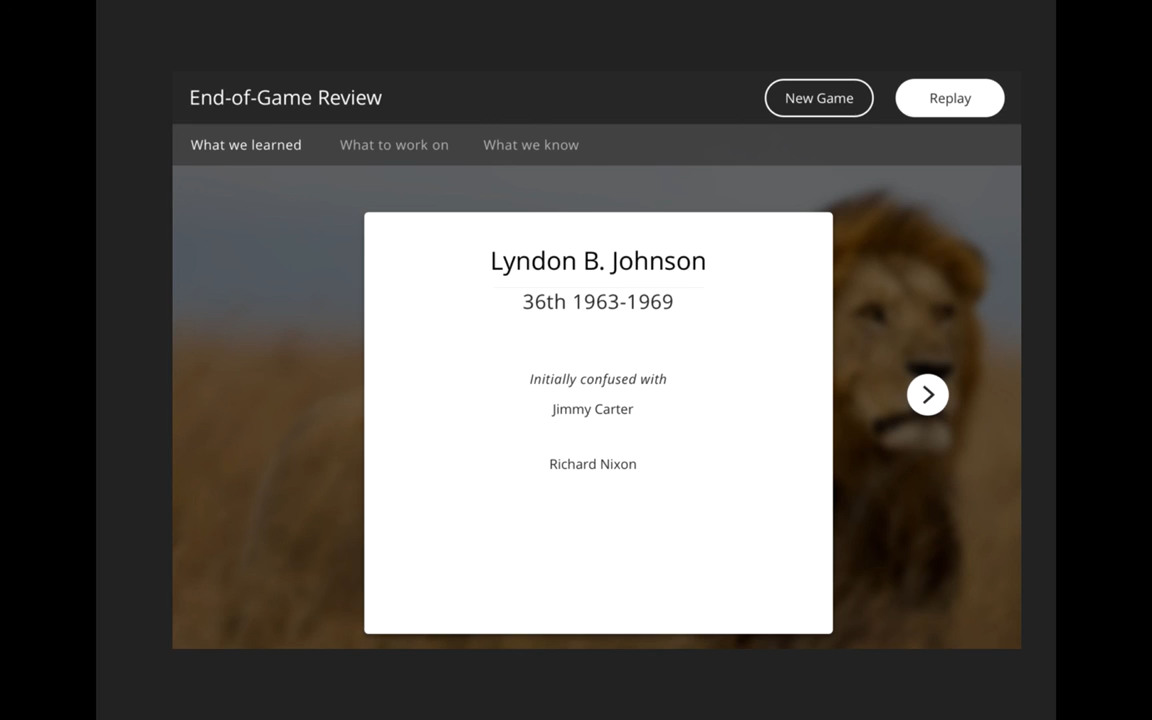 End-of-Game Review
New Game
Replay
What we learned
What to work on
What we know
Lyndon B. Johnson
36th 1963-1969
Initially confused with
Jimmy Carter
Richard Nixon